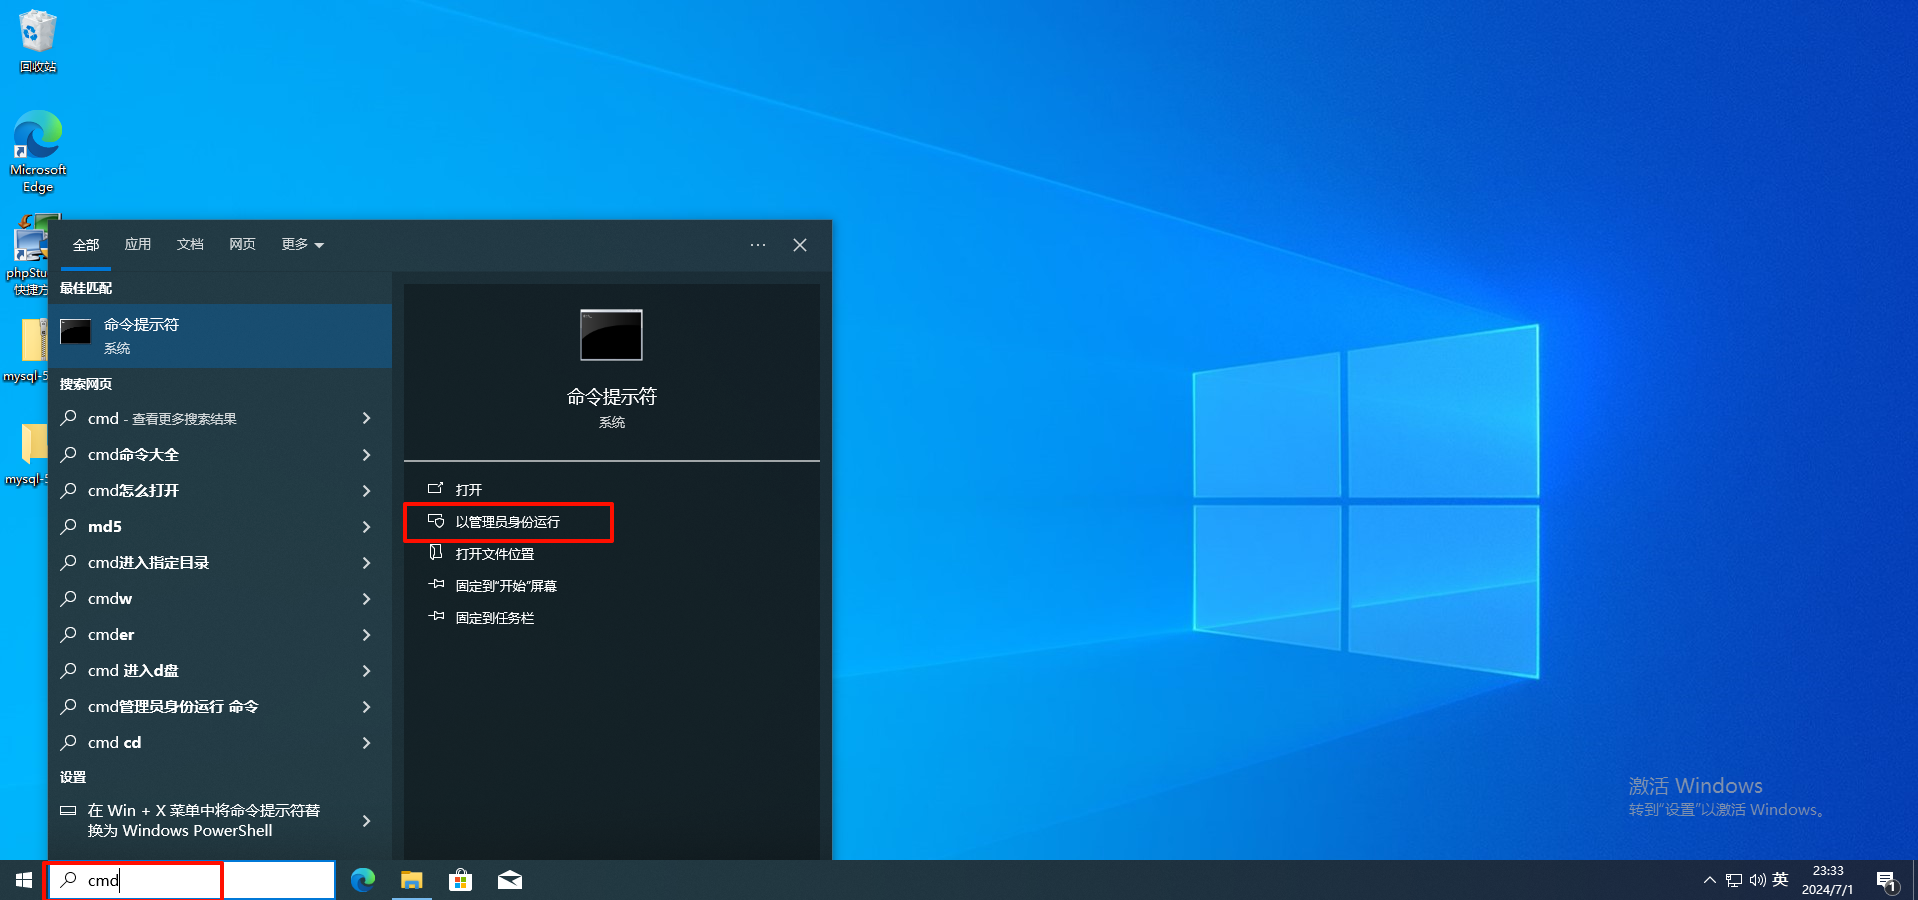 回收站
Microsoft
Edge
phpStu
快捷方
mysql-5
mysql-5
全部
应用
文档
网页
更多
最佳匹配
命令提示符
系统
搜索网页
cmd - 查看更多搜索结果
cmd命令大全
cmd怎么打开
md5
cmd进入指定目录
cmdw
cmder
cmd 进入d盘
cmd管理员身份运行 命令
cmd cd
设置
在 Win + X 菜单中将命令提示符替
换为 Windows PowerShell
命令提示符
系统
打开
以管理员身份运行
打开文件位置
固定到"开始"屏幕
固定到任务栏
激活 Windows
转到"设置"以激活 Windows。
cmd
英
23:33
2024/7/1
1